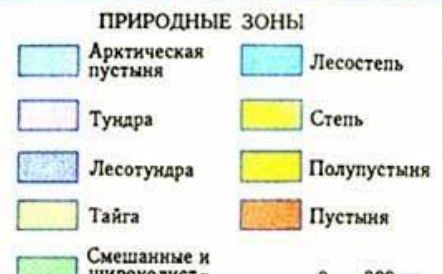 ПРИРОДНЫЕ ЗОНЫ
Арктическая
пустыня
Тундра
Лесотундра
Тайга
Смешанные и
Лесостепь
Степь
Полупустыня
Пустыня